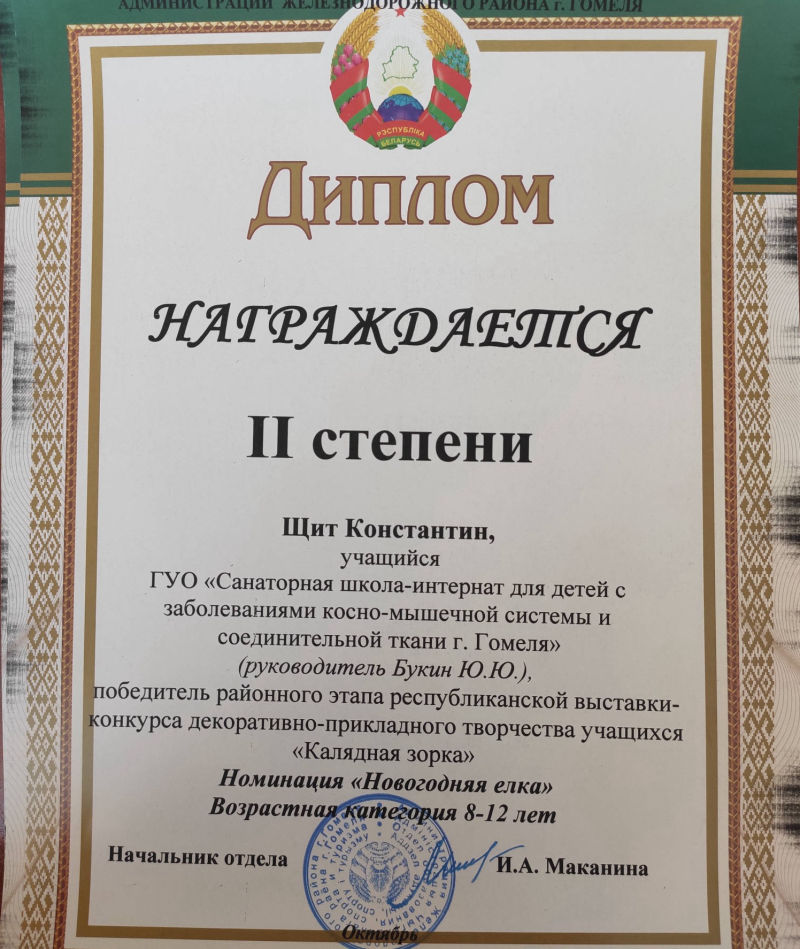 АДМИНИСТРАЦИИ ЖЕЛЕЗНОДОРОЖНОГО РАЙОНА г. ГОМЕЛЯ
РЭСПУБЛІКА
БЕЛАРУСЬ
ДИПЛОМ
НАГРАЖДАЕТСЯ
II степени
Щит Константин,
учащийся
ГУО «Санаторная школа-интернат для детей с
заболеваниями косно-мышечной системы и
соединительной ткани г. Гомеля»
(руководитель Букин Ю.Ю.),
победитель районного этапа республиканской выставки-
конкурса декоративно-прикладного творчества учащихся
«Калядная зорка»
Номинация «Новогодняя елка»
Возрастная категория 8-12 лет
Начальник отдела
И.А. Маканина
Октябрь